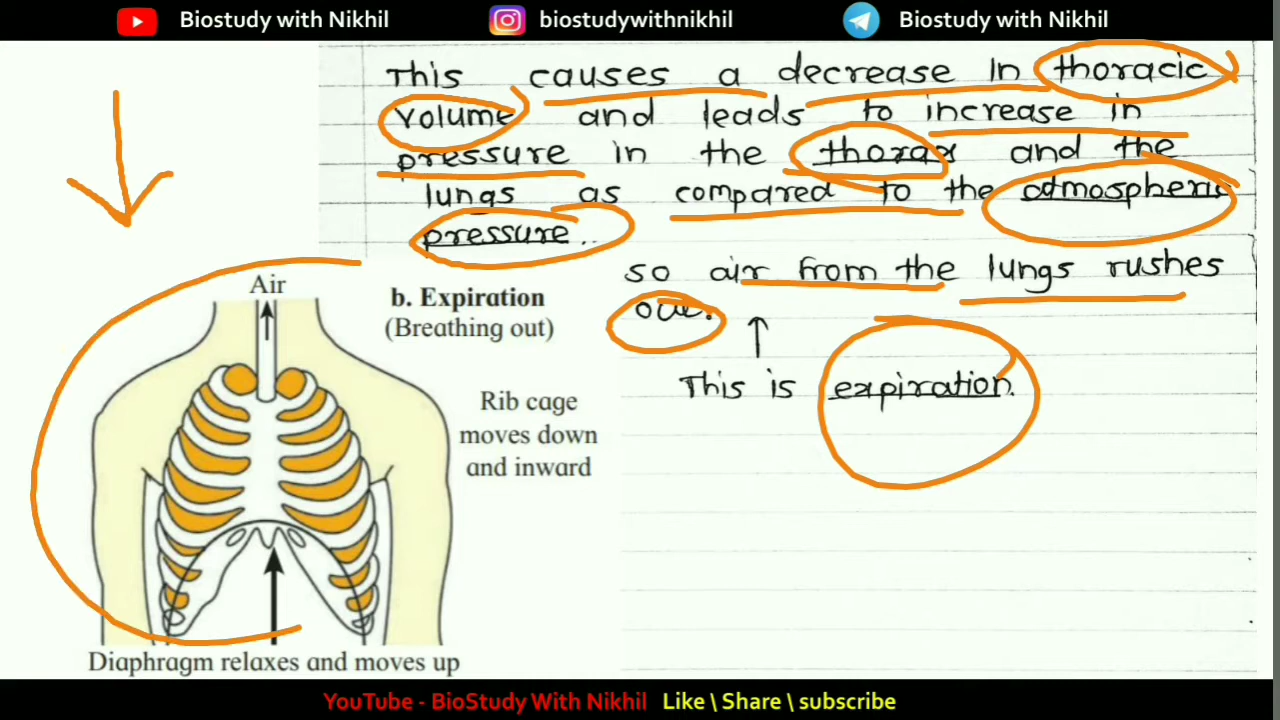 Biostudy with Nikhil biostudywithnikhil Biostudy with Nikhil
This causes a decrease in thoracic
volume and leads to increase in
pressure in the thorax and the
lungs as compared to the atmospheric
pressure..
so air from the lungs rushes
out.
This is expiration.
Air
b. Expiration
(Breathing out)
Rib cage
moves down
and inward
Diaphragm relaxes and moves up
YouTube - BioStudy With Nikhil Like \ Share \ subscribe